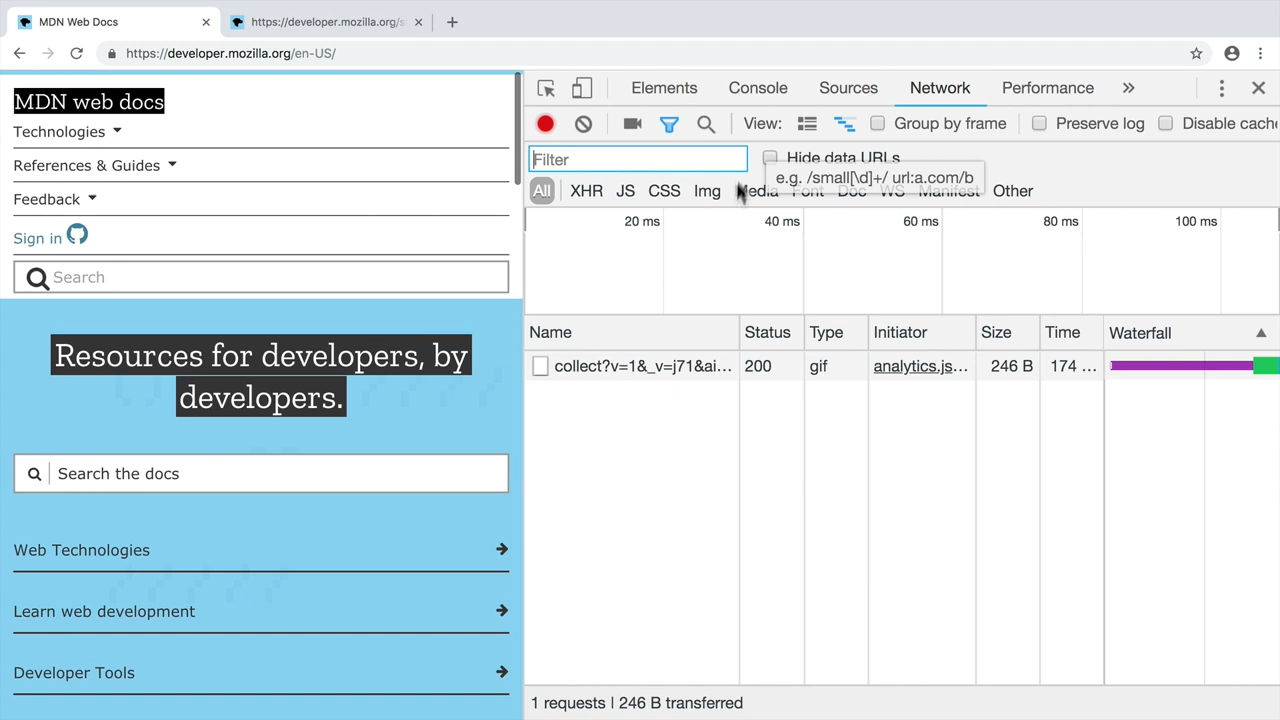 MDN Web Docs
https://developer.mozilla.org/s
https://developer.mozilla.org/en-US/
MDN web docs
Technologies
References & Guides
Feedback
Sign in
Search
Resources for developers, by
developers.
Search the docs
Web Technologies
Learn web development
Developer Tools
Elements Console Sources Network Performance
View: Group by frame Preserve log Disable cache
Filter Hide data URLs
e.g. /small[\d]+/ url:a.com/b
All XHR JS CSS Img Media Font Doc WS Manifest Other
20 ms 40 ms 60 ms 80 ms 100 ms
Name Status Type Initiator Size Time Waterfall
collect?v=1&_v=j71&ai... 200 gif analytics.js... 246 B 174 ...
1 requests | 246 B transferred